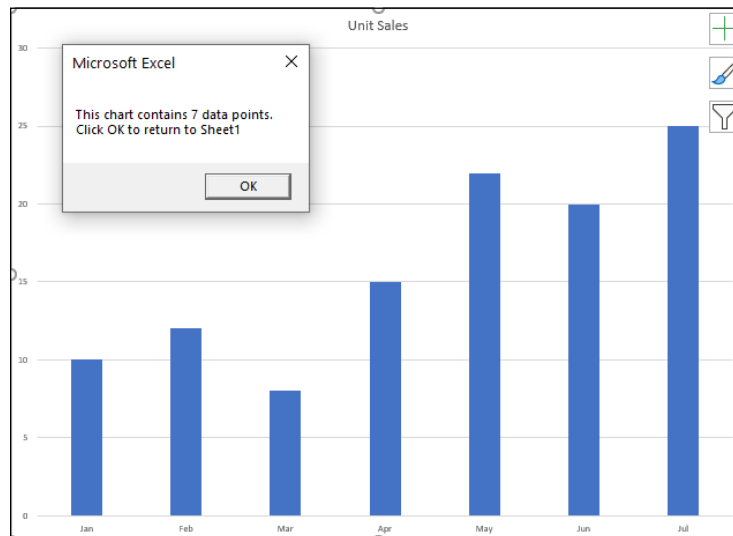 Unit Sales
Microsoft Excel
This chart contains 7 data points.
Click OK to return to Sheet1
OK
30
25
20
15
10
5
0
Jan Feb Mar Apr May Jun Jul